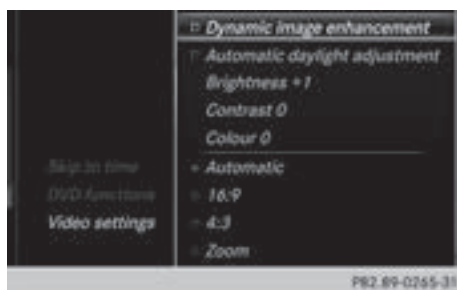 Dynamic image enhancement
Automatic daylight adjustment
Brightness +1
Contrast 0
Colour 0
Skip to time
Automatic
DVD functions
16:9
Video settings
4:3
Zoom
P82.89-0265-31